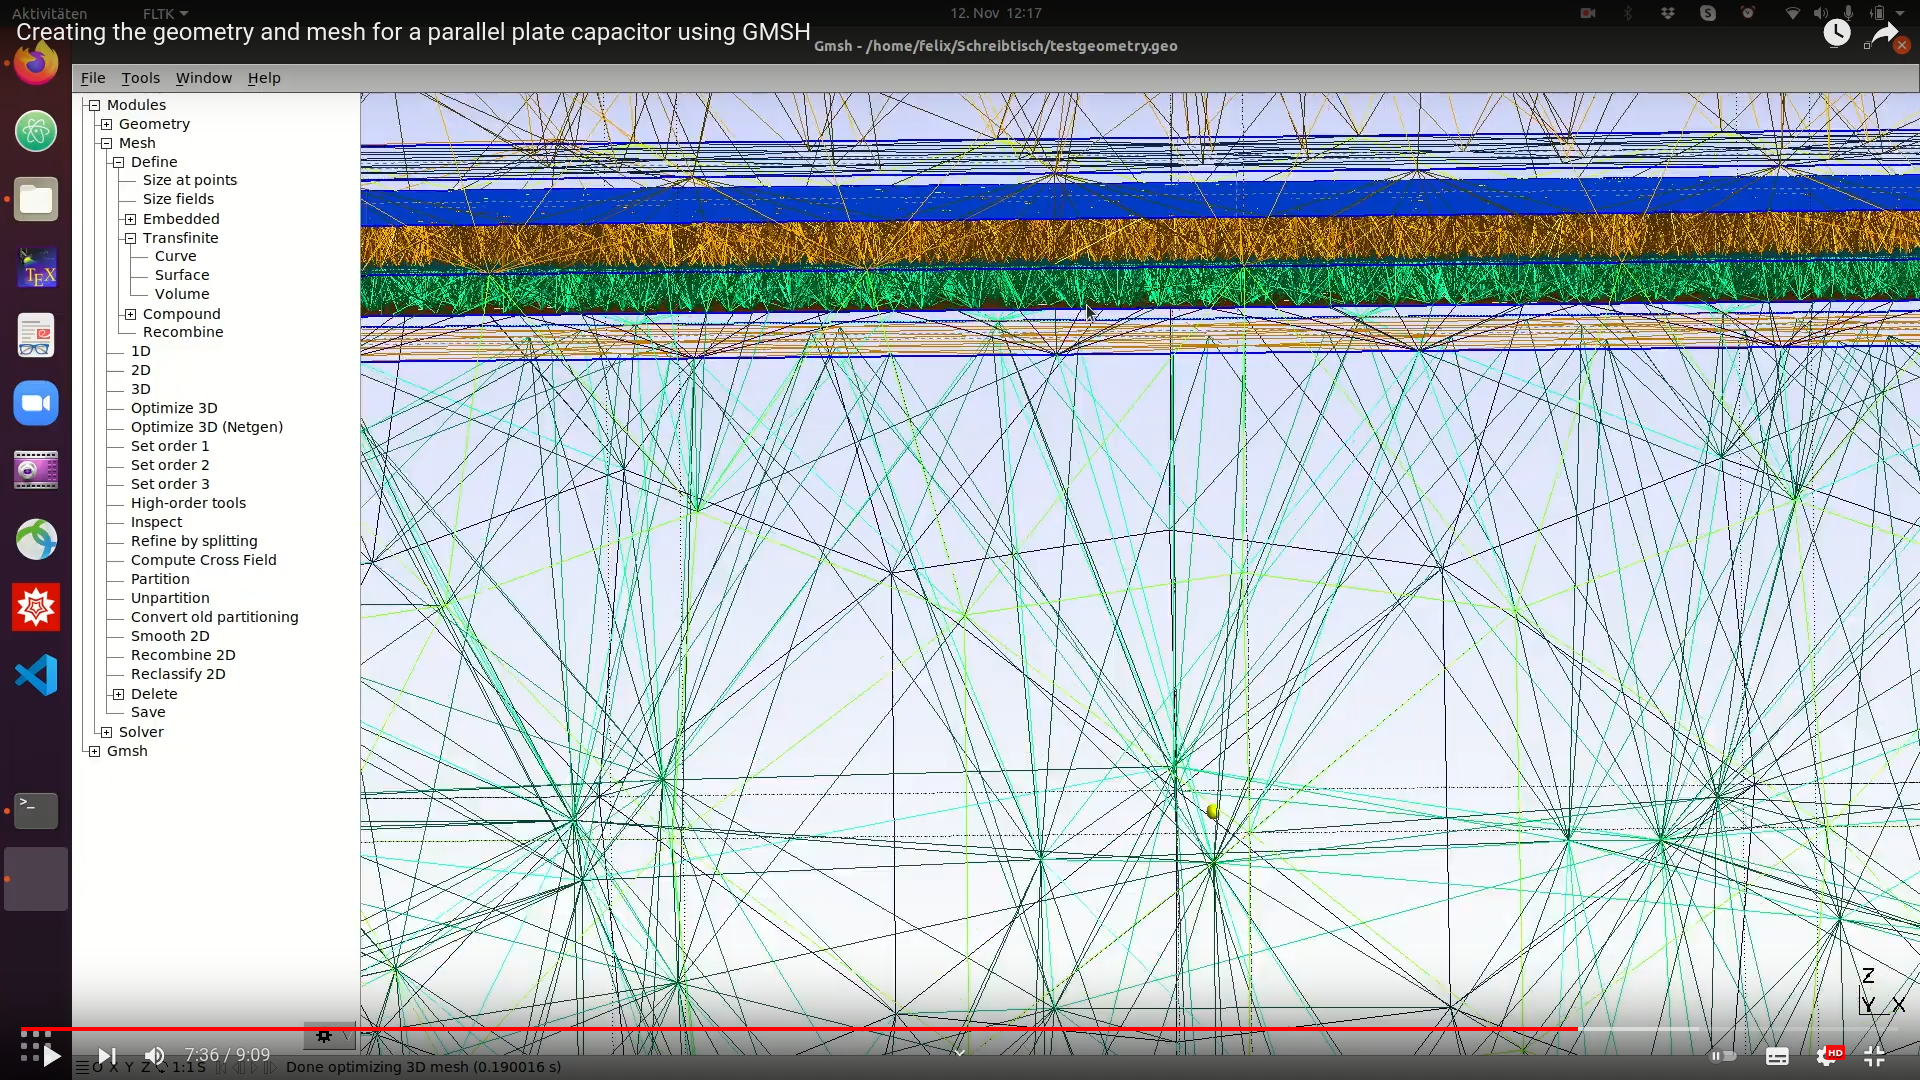 Aktivitäten
FLTK
12. Nov 12:17
Creating the geometry and mesh for a parallel plate capacitor using GMSH
Gmsh - /home/felix/Schreibtisch/testgeometry.geo
File Tools Window Help
Modules
Geometry
Mesh
Define
Size at points
Size fields
Embedded
Transfinite
Curve
Surface
Volume
Compound
Recombine
1D
2D
3D
Optimize 3D
Optimize 3D (Netgen)
Set order 1
Set order 2
Set order 3
High-order tools
Inspect
Refine by splitting
Compute Cross Field
Partition
Unpartition
Convert old partitioning
Smooth 2D
Recombine 2D
Reclassify 2D
Delete
Save
Solver
Gmsh
TEX
>_
Z
Y X
7:36 / 9:09
HD
O X Y Z 1:1 S Done optimizing 3D mesh (0.190016 s)